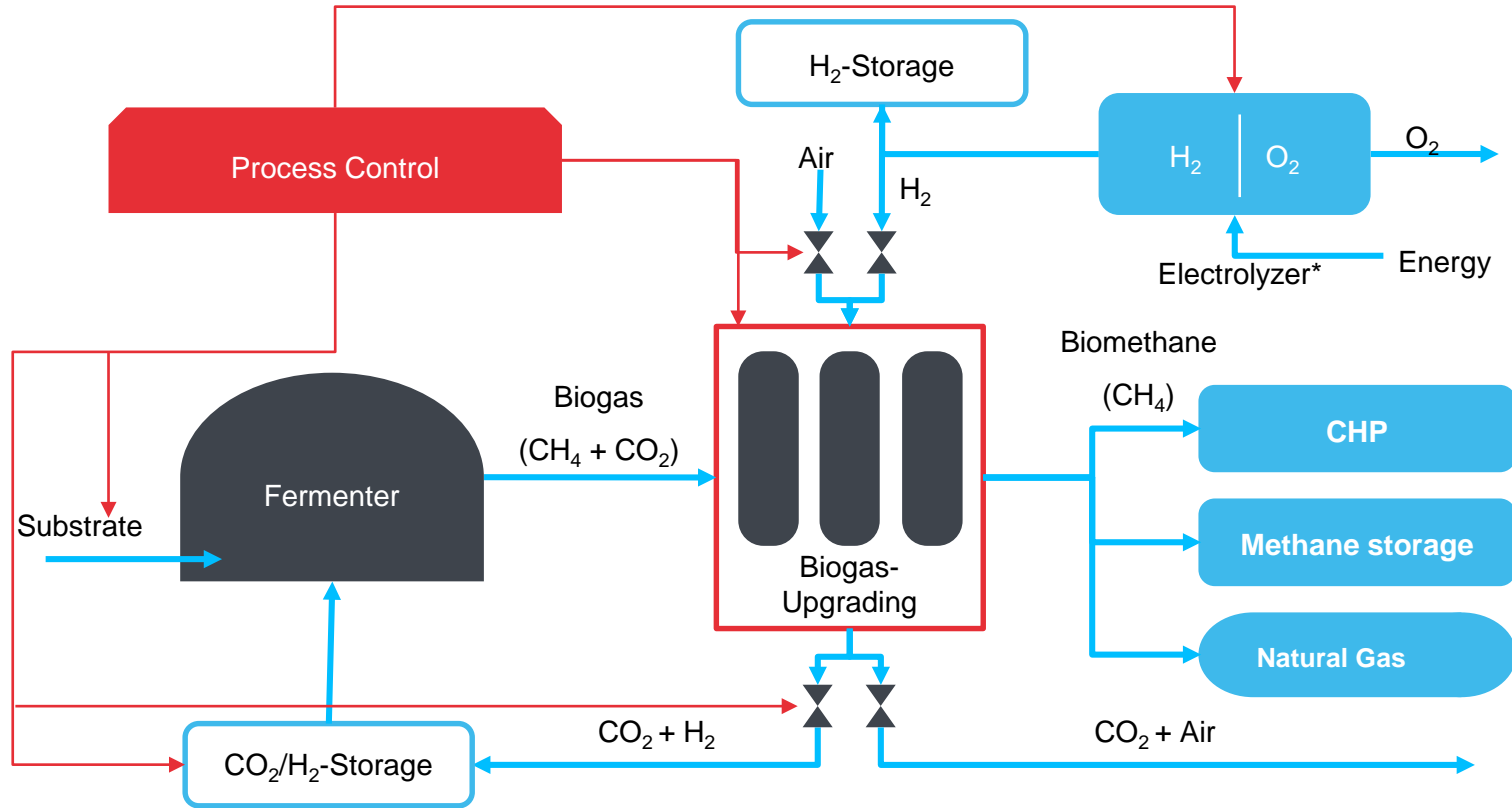 H₂-Storage
Process Control
Air
H₂
H₂
O₂
O₂
Electrolyzer*
Energy
Biomethane
(CH₄)
Biogas
(CH₄ + CO₂)
Fermenter
Substrate
Biogas-
Upgrading
CHP
Methane storage
Natural Gas
CO₂/H₂-Storage
CO₂ + H₂
CO₂ + Air